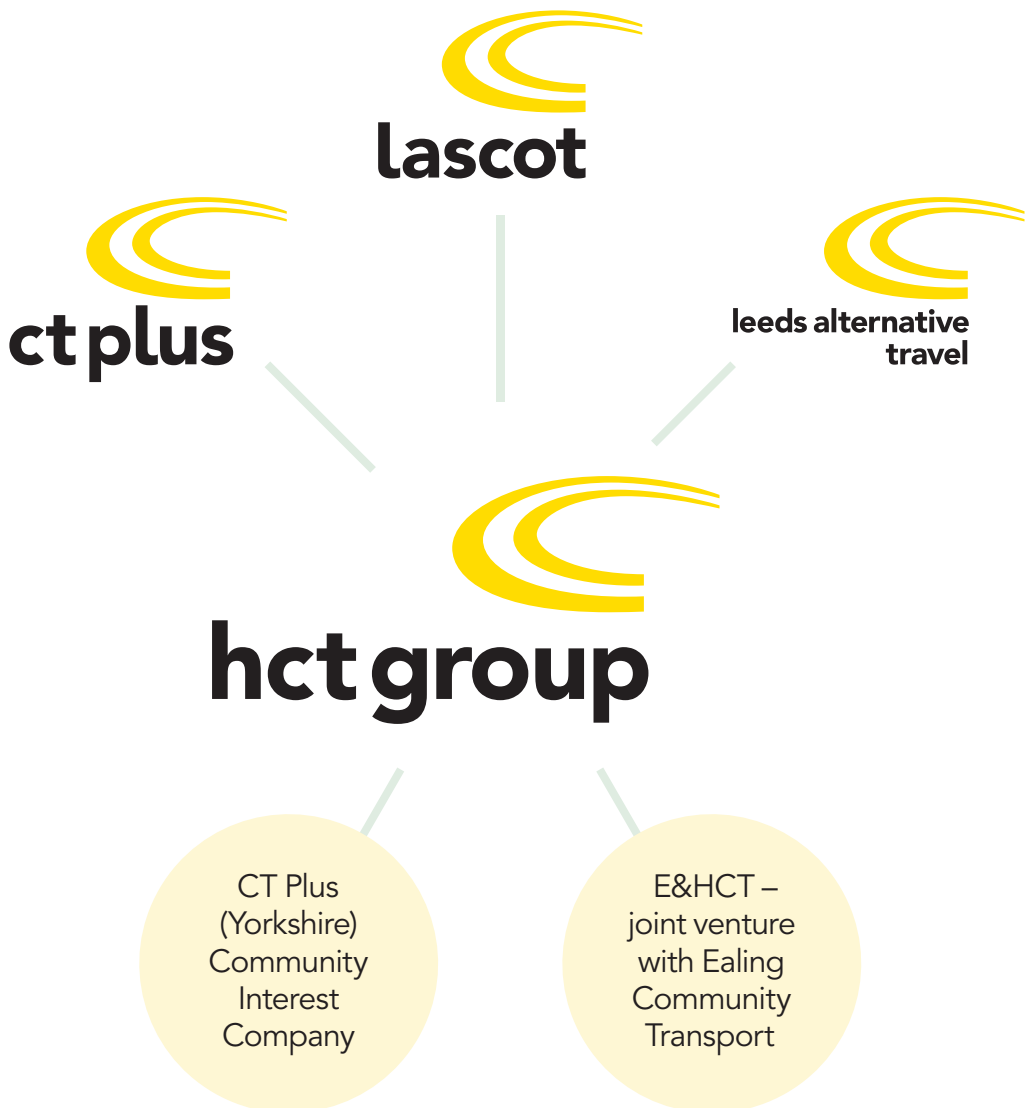 lascot
ct plus
leeds alternative
travel
hct group
CT Plus
(Yorkshire)
Community
Interest
Company
E&HCT –
joint venture
with Ealing
Community
Transport